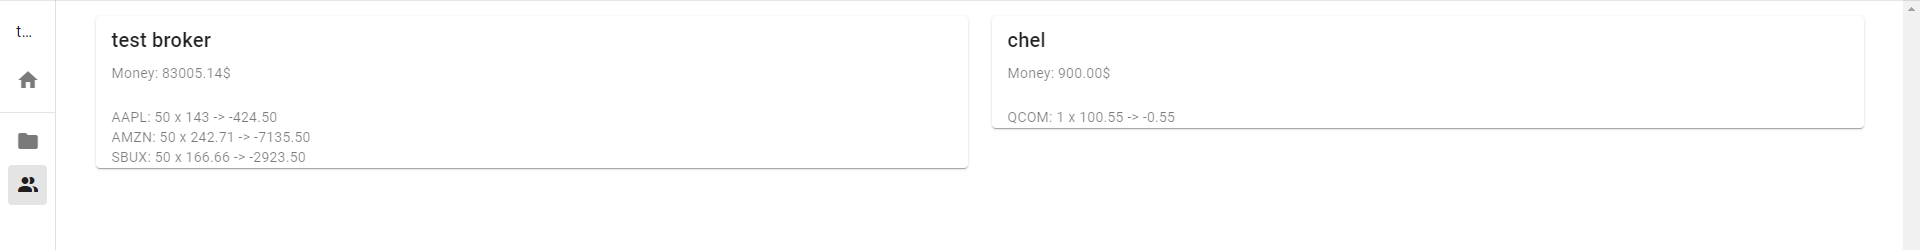 t...
test broker
Money: 83005.14$
AAPL: 50 x 143 -> -424.50
AMZN: 50 x 242.71 -> -7135.50
SBUX: 50 x 166.66 -> -2923.50
chel
Money: 900.00$
QCOM: 1 x 100.55 -> -0.55